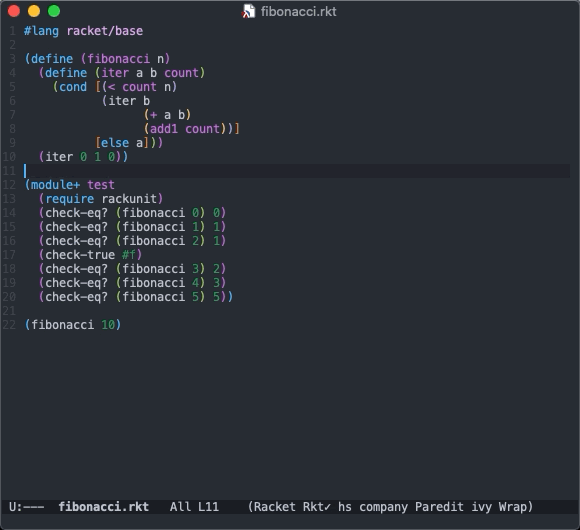 fibonacci.rkt
1 #lang racket/base
2
3 (define (fibonacci n)
4   (define (iter a b count)
5     (cond [(< count n)
6            (iter b
7                  (+ a b)
8                  (add1 count))]
9           [else a]))
10   (iter 0 1 0))
11
12 (module+ test
13   (require rackunit)
14   (check-eq? (fibonacci 0) 0)
15   (check-eq? (fibonacci 1) 1)
16   (check-eq? (fibonacci 2) 1)
17   (check-true #f)
18   (check-eq? (fibonacci 3) 2)
19   (check-eq? (fibonacci 4) 3)
20   (check-eq? (fibonacci 5) 5))
21
22 (fibonacci 10)
U:--- fibonacci.rkt All L11 (Racket Rkt✓ hs company Paredit ivy Wrap)